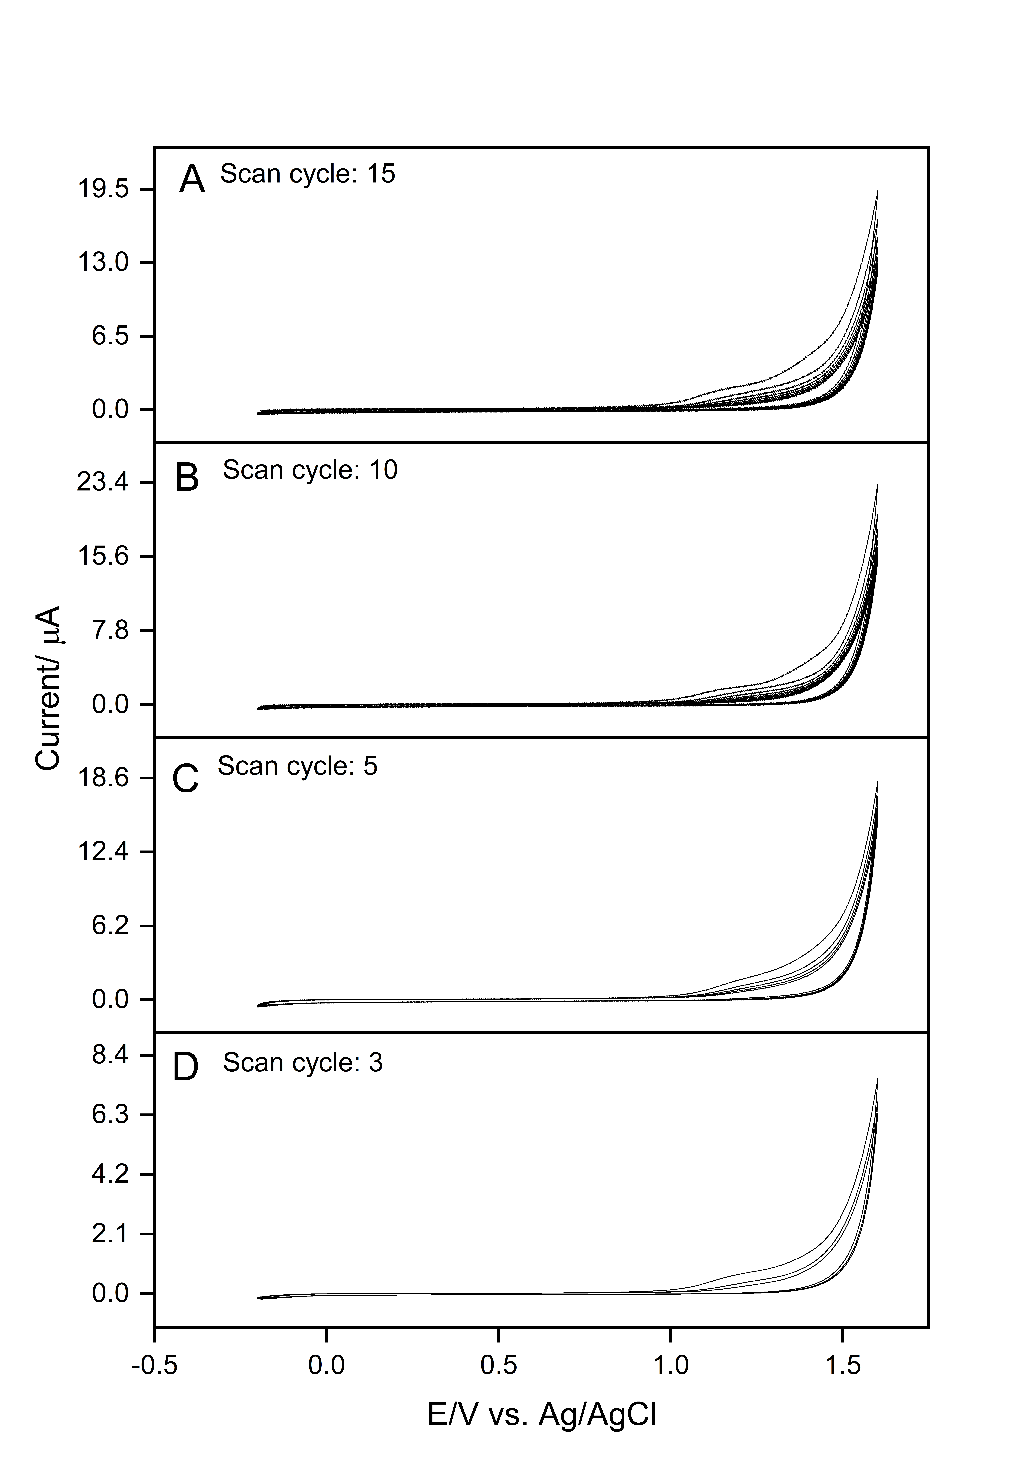 A Scan cycle: 15
19.5
13.0
6.5
0.0
B Scan cycle: 10
23.4
15.6
7.8
0.0
Current/ μA
C Scan cycle: 5
18.6
12.4
6.2
0.0
D Scan cycle: 3
8.4
6.3
4.2
2.1
0.0
-0.5 0.0 0.5 1.0 1.5
E/V vs. Ag/AgCl